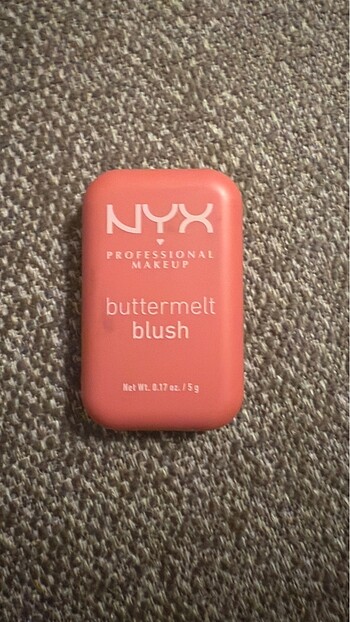 NYX
PROFESSIONAL
MAKEUP
buttermelt
blush
Net Wt. 0.17 oz. / 5 g